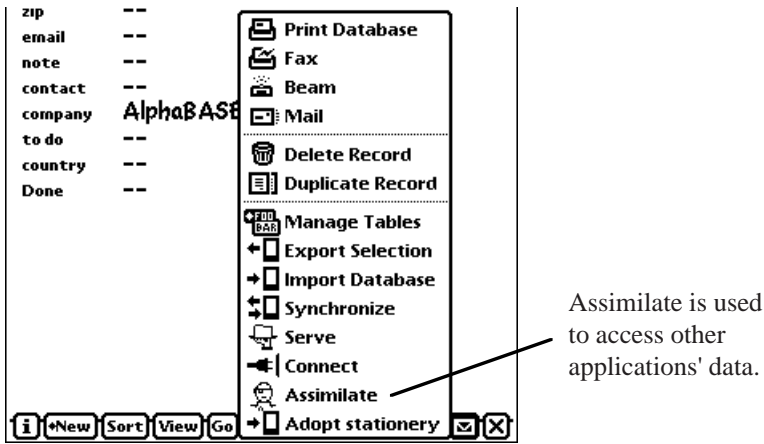 zip --
email --
note --
contact --
company AlphaBASE
to do --
country --
Done --
Print Database
Fax
Beam
Mail
Delete Record
Duplicate Record
FOO
BAR
Manage Tables
Export Selection
Import Database
Synchronize
Serve
Connect
Assimilate
Adopt stationery
i New Sort View Go X
Assimilate is used
to access other
applications' data.